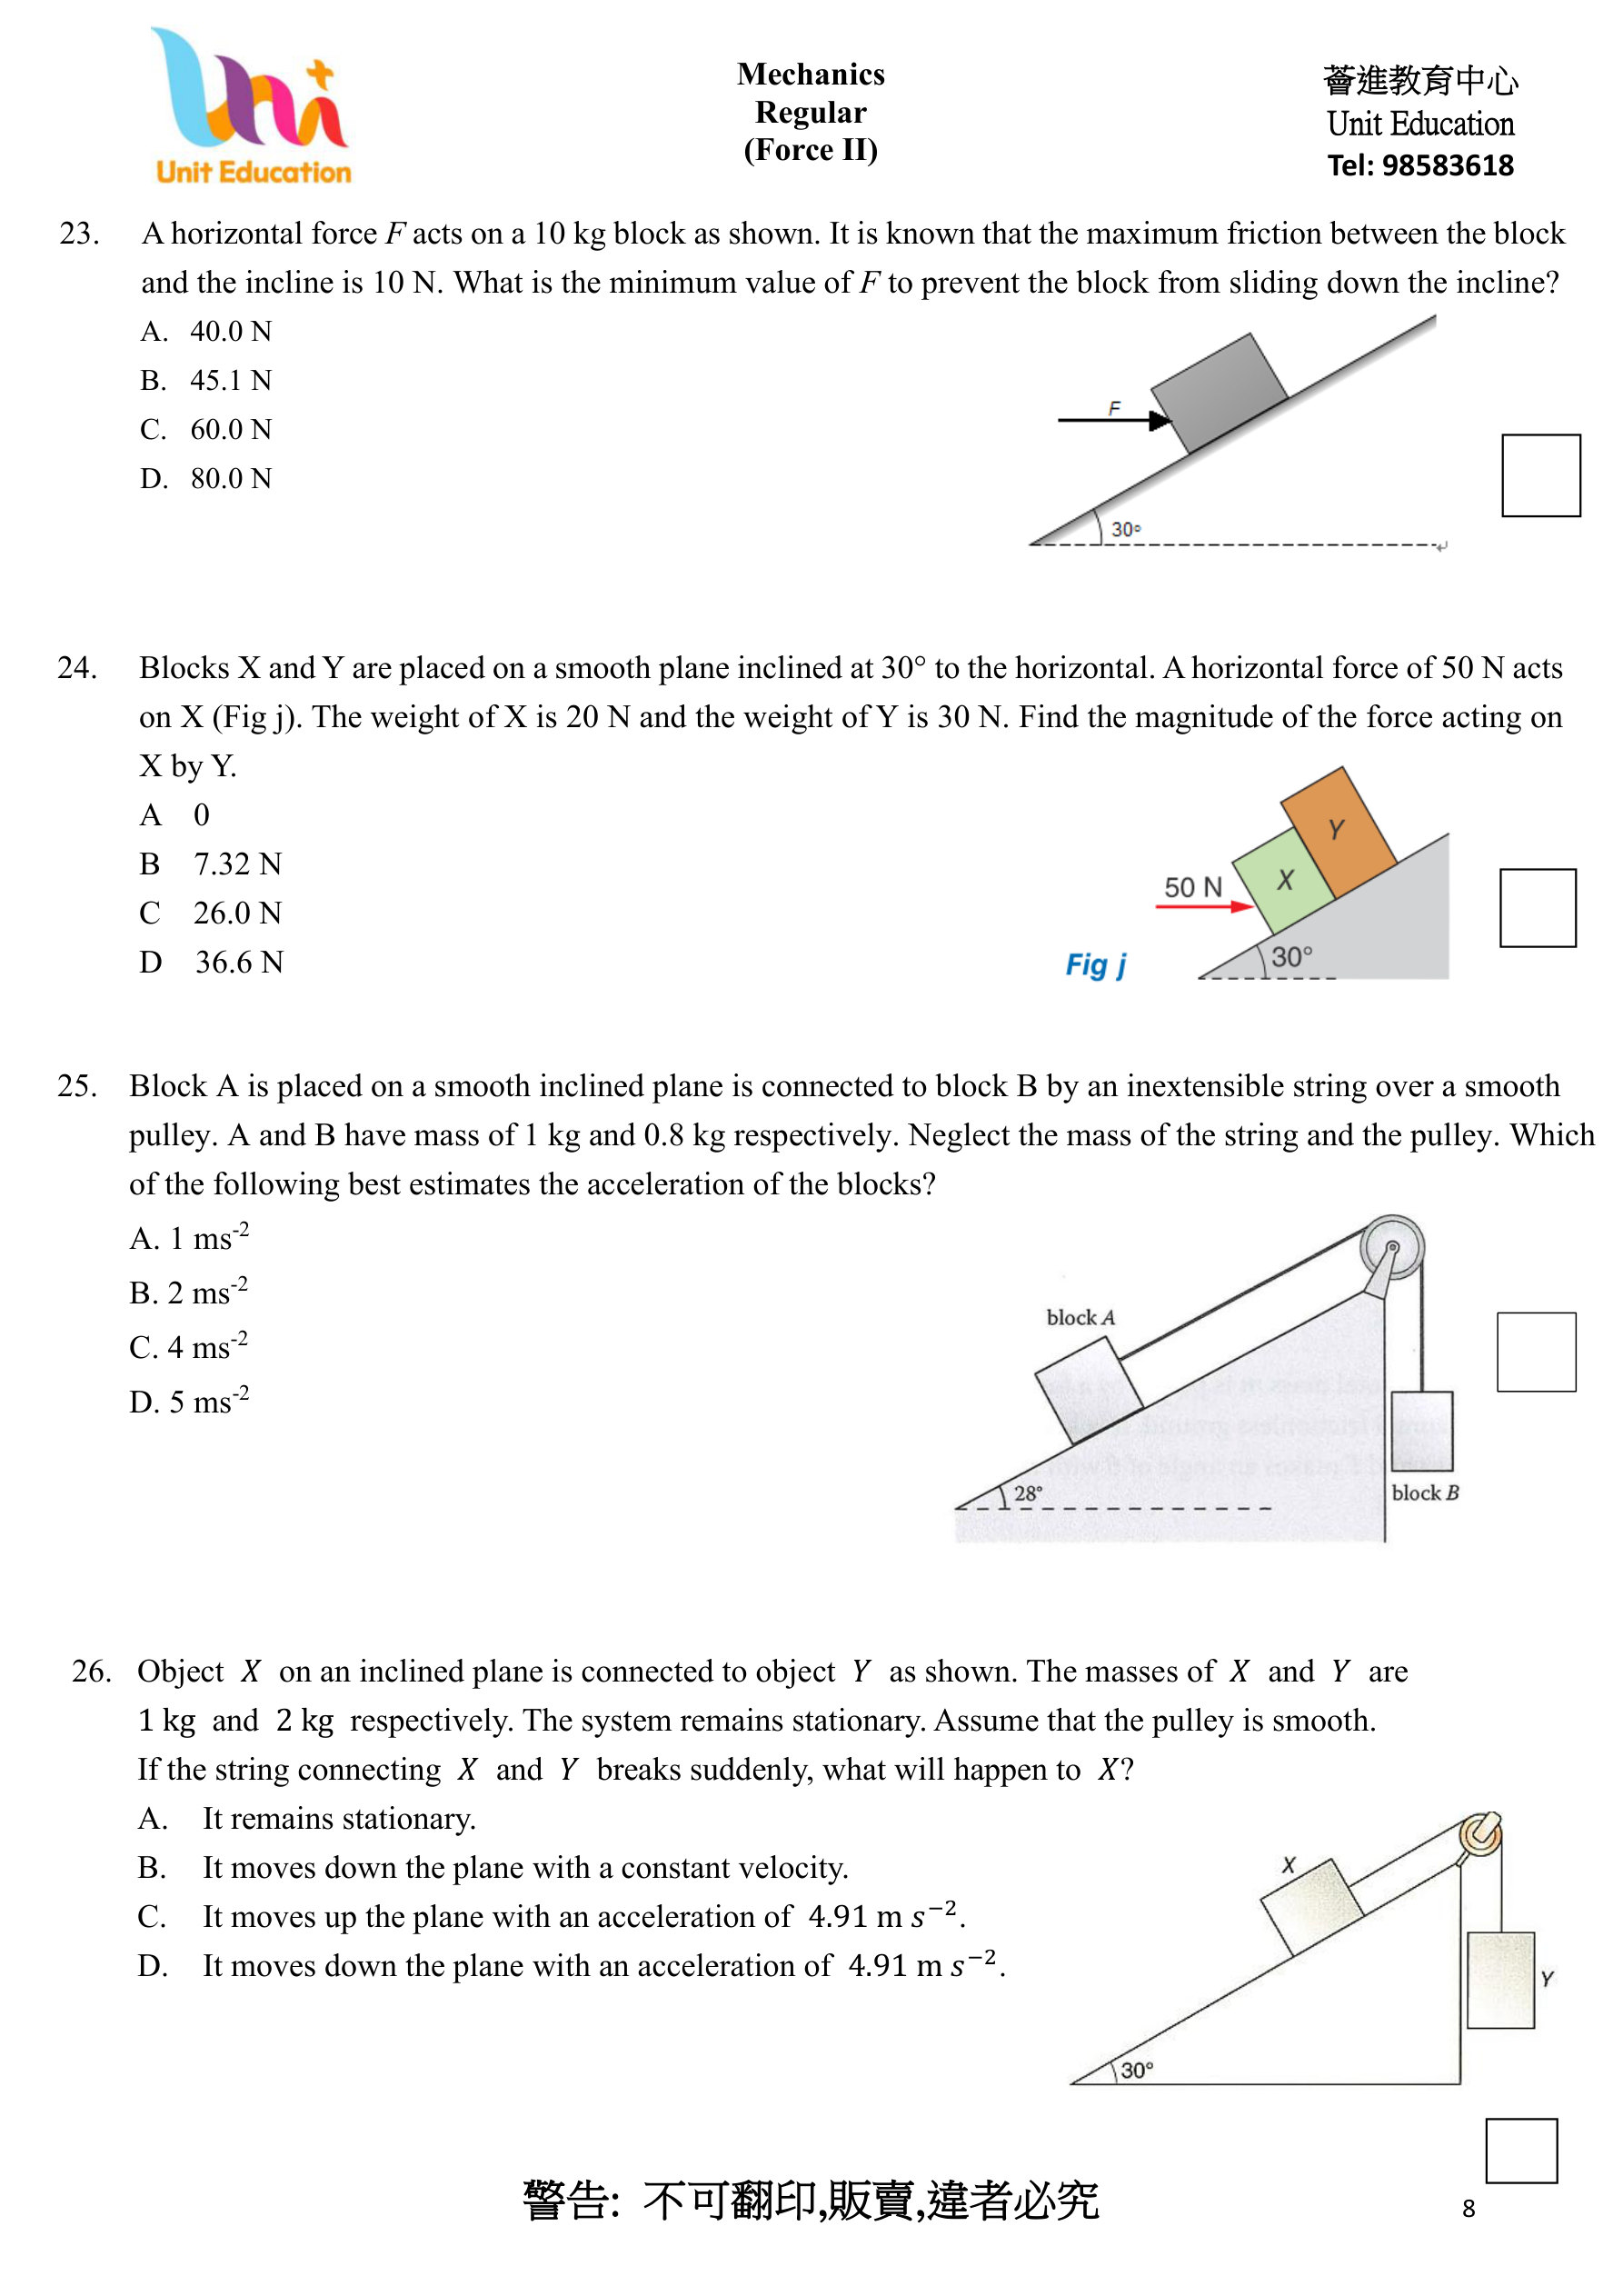 Unit Education
Mechanics
Regular
(Force II)
薈進教育中心
Unit Education
Tel: 98583618
23. A horizontal force F acts on a 10 kg block as shown. It is known that the maximum friction between the block
and the incline is 10 N. What is the minimum value of F to prevent the block from sliding down the incline?
A. 40.0 N
B. 45.1 N
C. 60.0 N
D. 80.0 N
F
30°
24. Blocks X and Y are placed on a smooth plane inclined at 30° to the horizontal. A horizontal force of 50 N acts
on X (Fig j). The weight of X is 20 N and the weight of Y is 30 N. Find the magnitude of the force acting on
X by Y.
A 0
B 7.32 N
C 26.0 N
D 36.6 N
Y
X
50 N
30°
Fig j
25. Block A is placed on a smooth inclined plane is connected to block B by an inextensible string over a smooth
pulley. A and B have mass of 1 kg and 0.8 kg respectively. Neglect the mass of the string and the pulley. Which
of the following best estimates the acceleration of the blocks?
A. 1 ms⁻²
B. 2 ms⁻²
C. 4 ms⁻²
D. 5 ms⁻²
block A
28°
block B
26. Object X on an inclined plane is connected to object Y as shown. The masses of X and Y are
1 kg and 2 kg respectively. The system remains stationary. Assume that the pulley is smooth.
If the string connecting X and Y breaks suddenly, what will happen to X?
A. It remains stationary.
B. It moves down the plane with a constant velocity.
C. It moves up the plane with an acceleration of 4.91 m s⁻².
D. It moves down the plane with an acceleration of 4.91 m s⁻².
X
Y
30°
警告: 不可翻印,販賣,違者必究
8